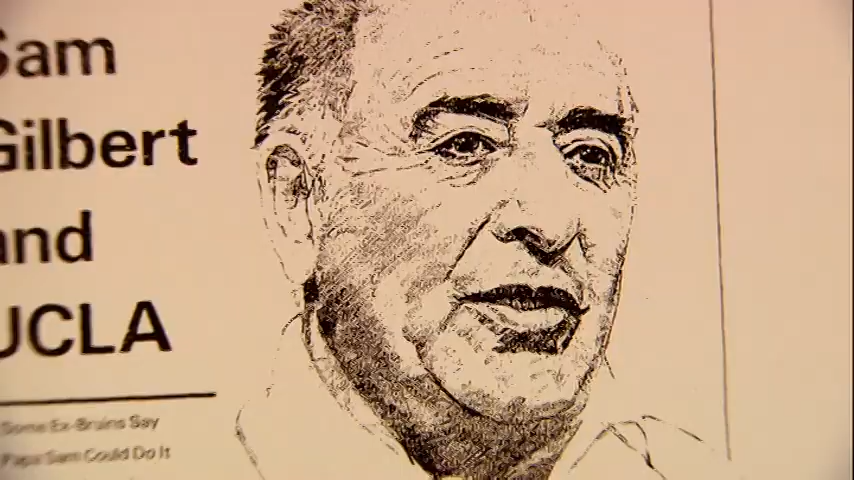 Sam
Gilbert
and
UCLA
Some Ex-Bruins Say
Papa Sam Could Do It